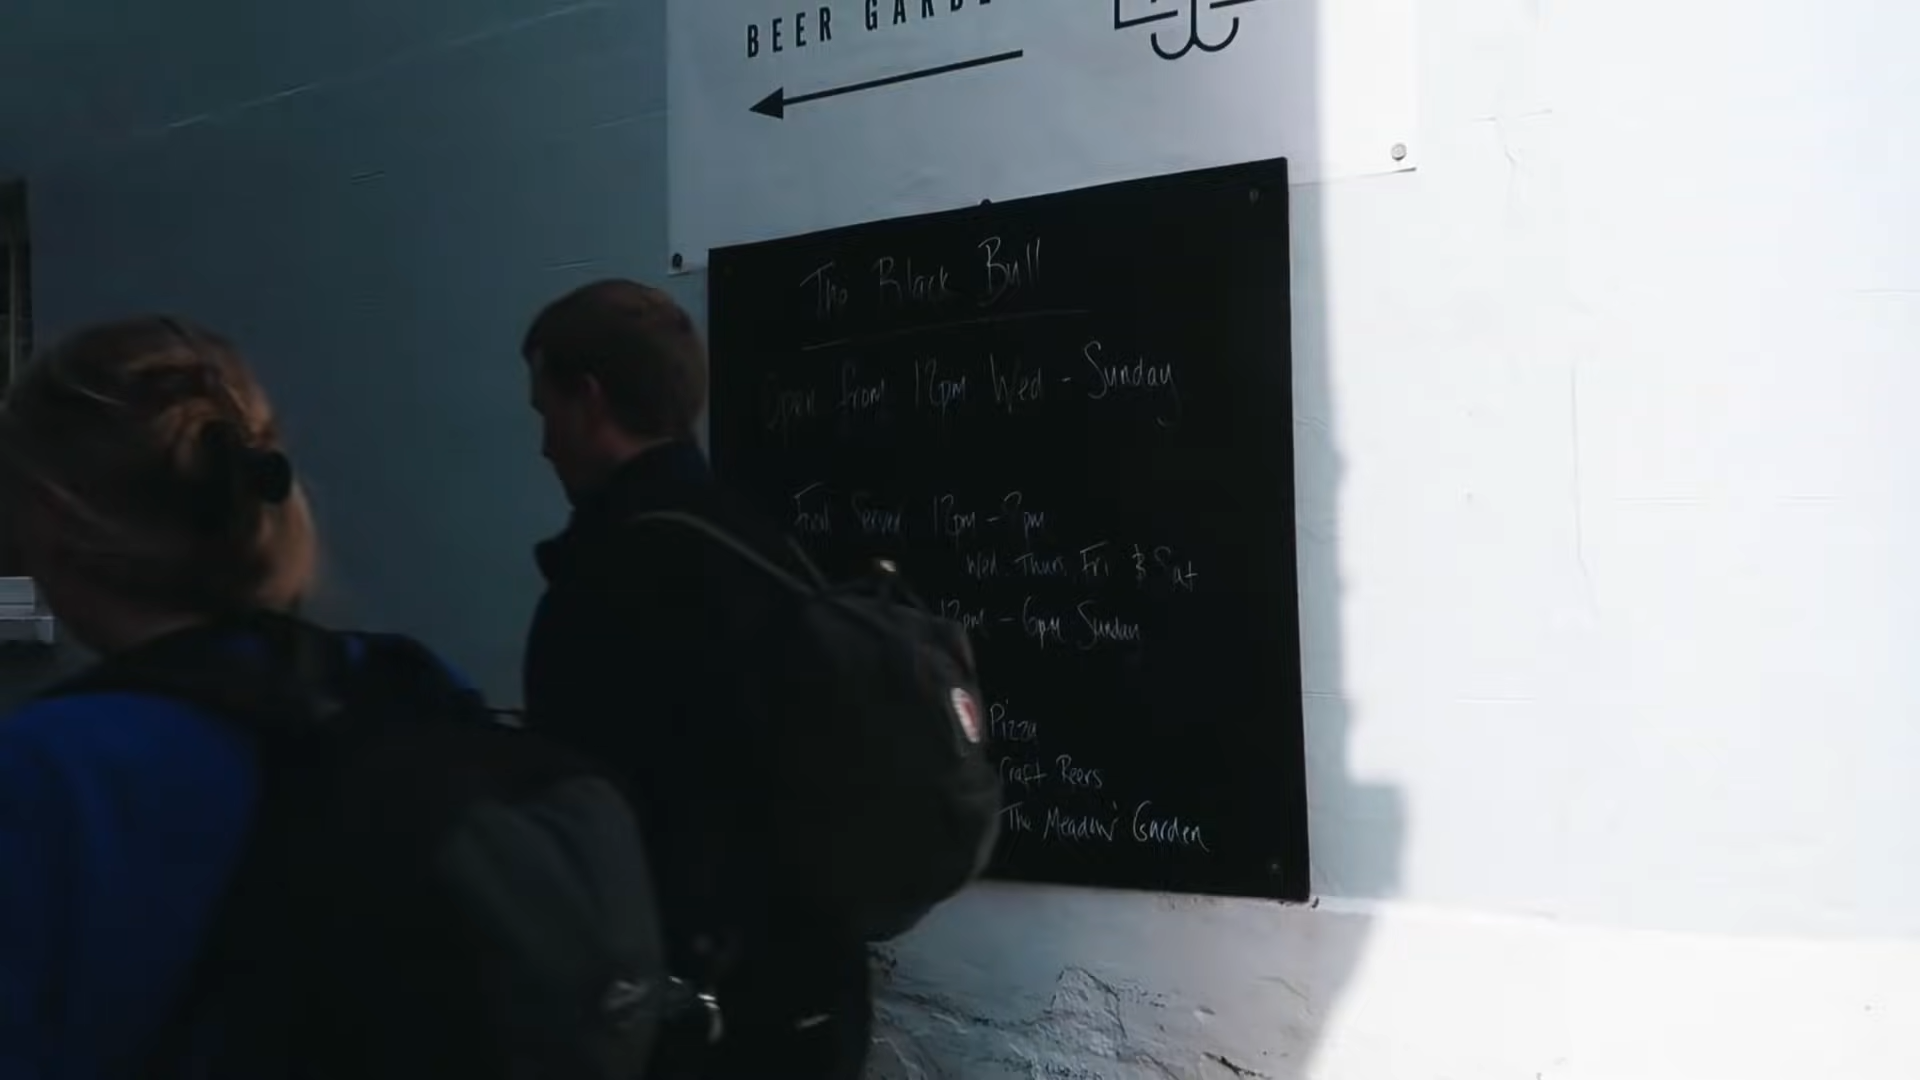 BEER GARDE
The Black Bull
Open from 12pm Wed - Sunday
Food Served 12pm - 9pm
Wed Thurs Fri & Sat
12pm - 6pm Sunday
Pizza
Craft Beers
The Meadow Garden